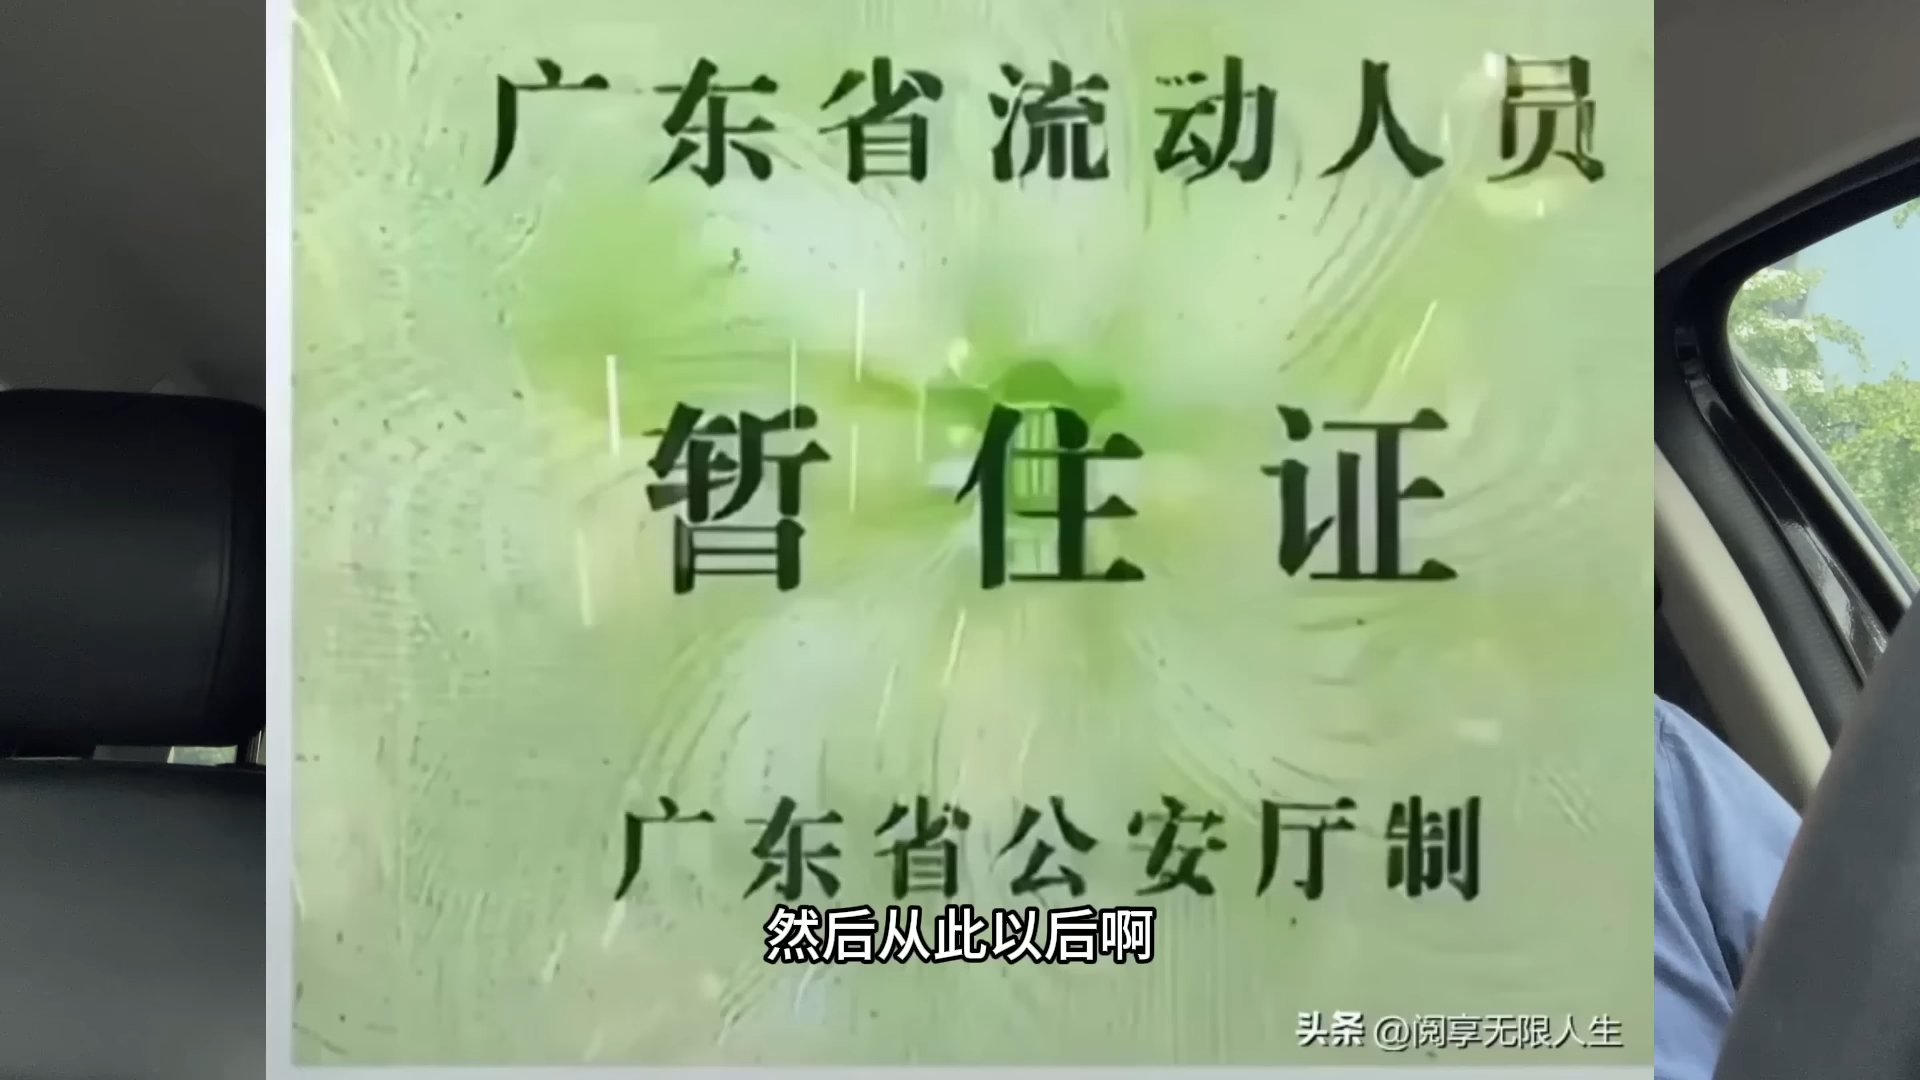 广东省流动人员
暂住证
广东省公安厅制
然后从此以后啊
头条 @阅享无限人生